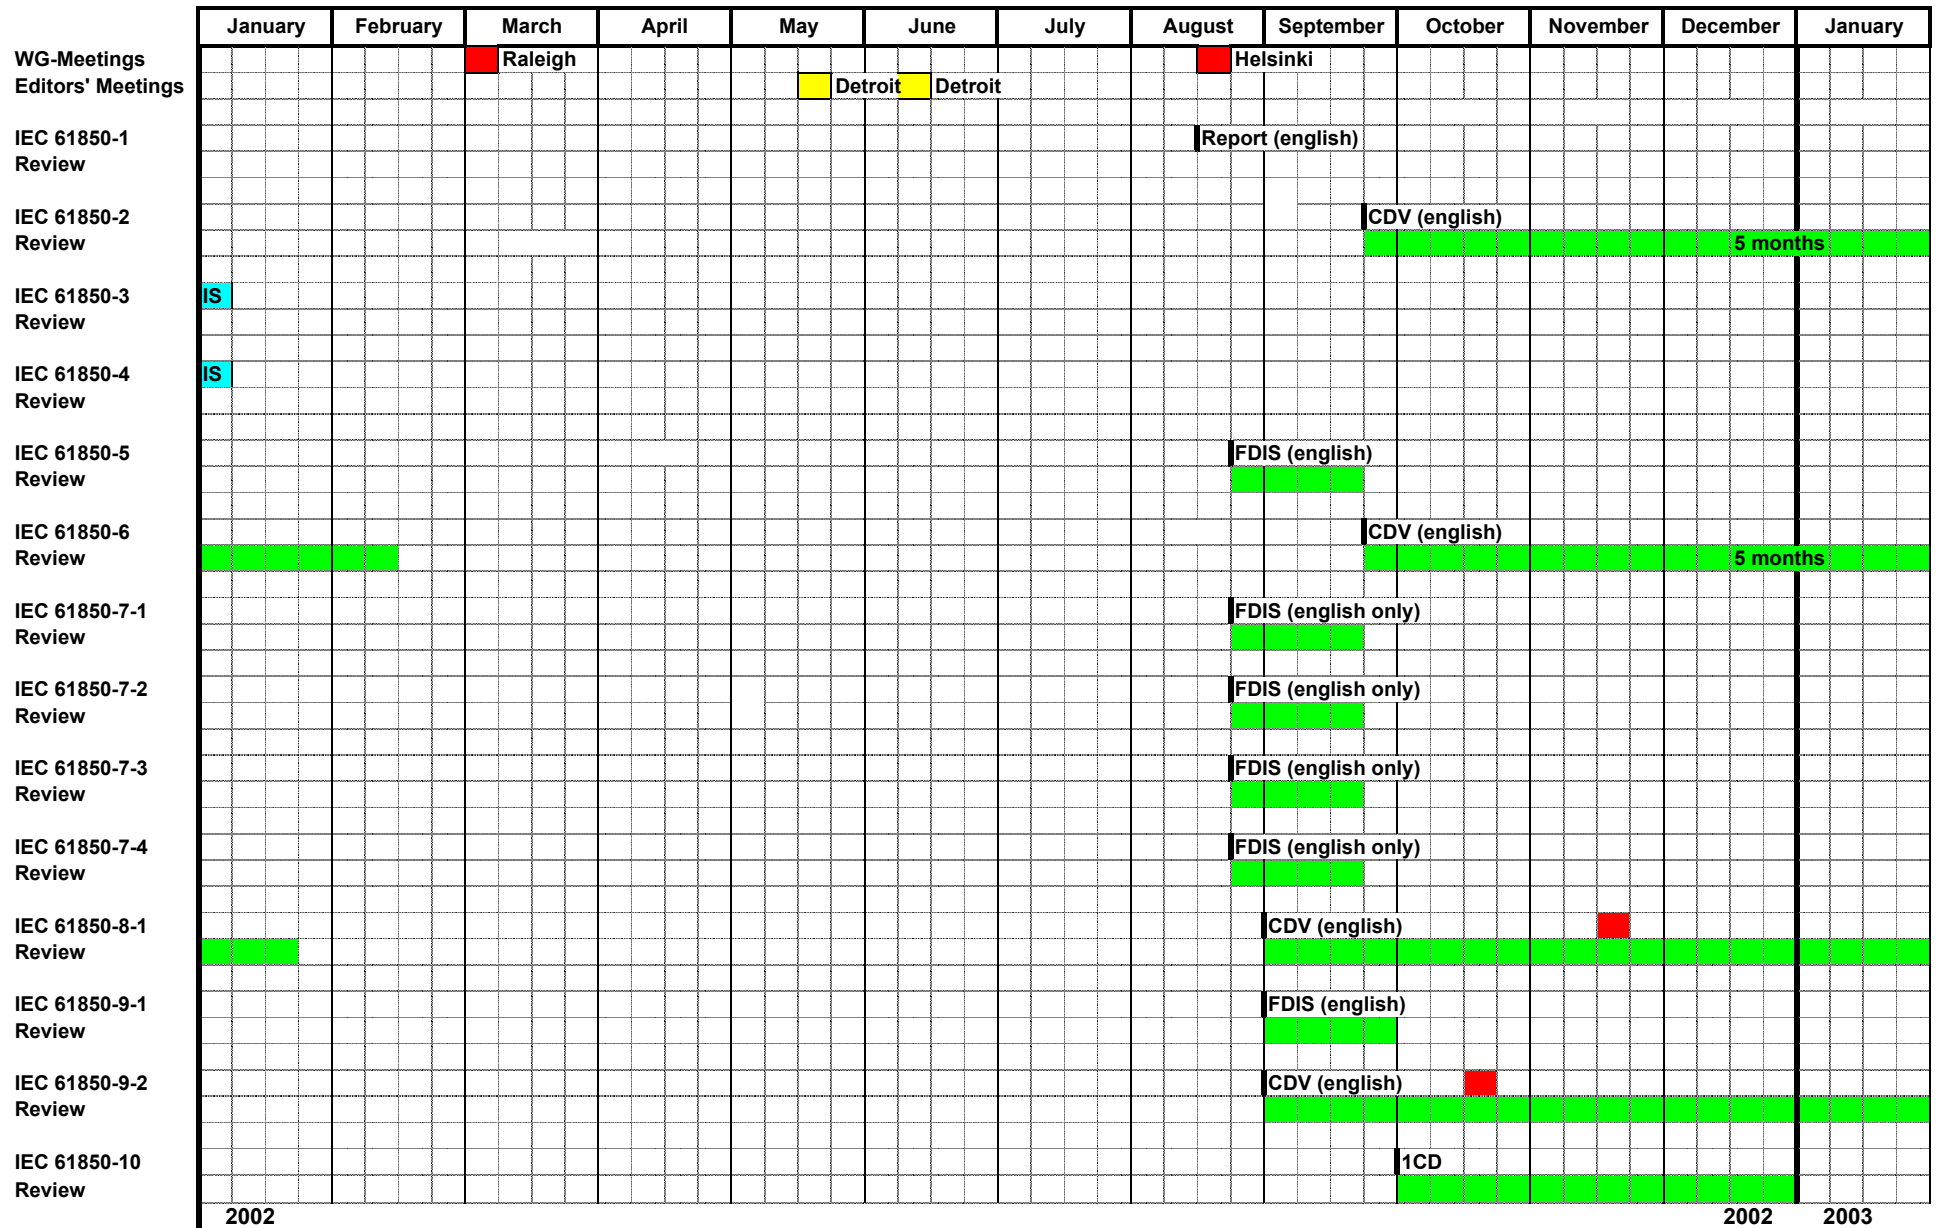 January February March April May June July August September October November December January
WG-Meetings Raleigh Helsinki
Editors' Meetings Detroit Detroit
IEC 61850-1 Report (english)
Review
IEC 61850-2 CDV (english)
Review 5 months
IEC 61850-3 IS
Review
IEC 61850-4 IS
Review
IEC 61850-5 FDIS (english)
Review
IEC 61850-6 CDV (english)
Review 5 months
IEC 61850-7-1 FDIS (english only)
Review
IEC 61850-7-2 FDIS (english only)
Review
IEC 61850-7-3 FDIS (english only)
Review
IEC 61850-7-4 FDIS (english only)
Review
IEC 61850-8-1 CDV (english)
Review
IEC 61850-9-1 FDIS (english)
Review
IEC 61850-9-2 CDV (english)
Review
IEC 61850-10 1CD
Review
2002 2002 2003